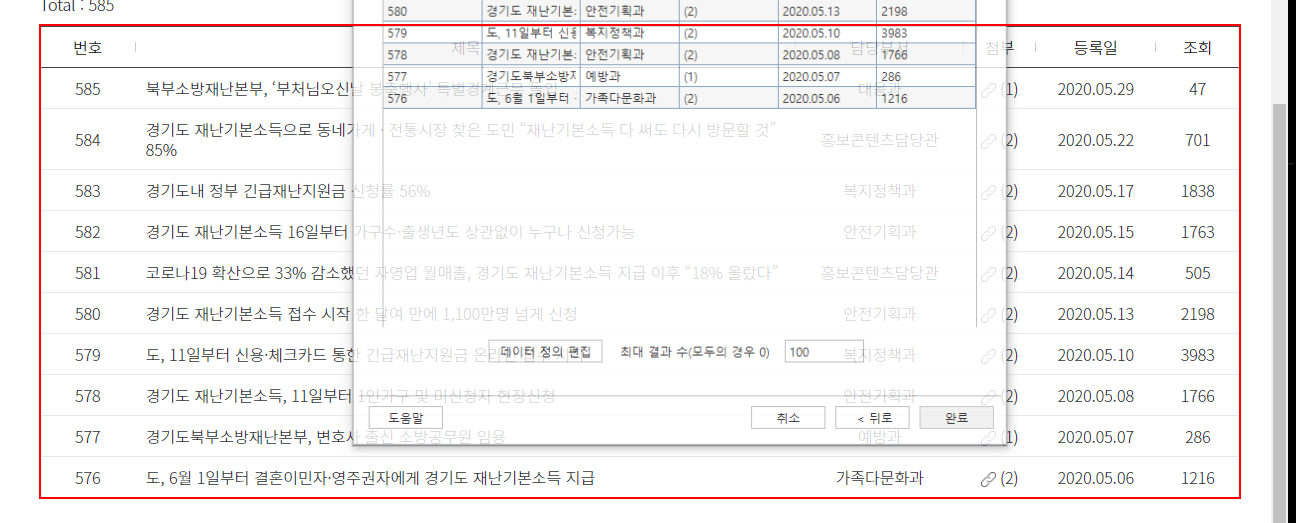 Total : 585
580 경기도 재난기본: 안전기획과 (2) 2020.05.13 2198
579 도, 11일부터 신용 복지정책과 (2) 2020.05.10 3983
578 경기도 재난기본: 안전기획과 (2) 2020.05.08 1766
577 경기도북부소방재 예방과 (1) 2020.05.07 286
576 도, 6월 1일부터 · 가족다문화과 (2) 2020.05.06 1216
번호 제목 담당부서 첨부 등록일 조회
585 북부소방재난본부, ‘부처님오신날 봉축행사’ 특별경계근무 돌입 대응과 (1) 2020.05.29 47
584 경기도 재난기본소득으로 동네가게·전통시장 찾은 도민 “재난기본소득 다 써도 다시 방문할 것” 홍보콘텐츠담당관 (2) 2020.05.22 701
85%
583 경기도내 정부 긴급재난지원금 신청률 56% 복지정책과 (2) 2020.05.17 1838
582 경기도 재난기본소득 16일부터 가구수·출생년도 상관없이 누구나 신청가능 안전기획과 (2) 2020.05.15 1763
581 코로나19 확산으로 33% 감소했던 자영업 월매출, 경기도 재난기본소득 지급 이후 “18% 올랐다” 홍보콘텐츠담당관 (2) 2020.05.14 505
580 경기도 재난기본소득 접수 시작 한 달여 만에 1,100만명 넘게 신청 안전기획과 (2) 2020.05.13 2198
579 도, 11일부터 신용·체크카드 통한 긴급재난지원금 복지정책과 (2) 2020.05.10 3983
데이터 정의 편집 최대 결과 수(모두의 경우 0) 100
578 경기도 재난기본소득, 11일부터 1인가구 및 미신청자 현장신청 안전기획과 (2) 2020.05.08 1766
도움말 취소 < 뒤로 완료
577 경기도북부소방재난본부, 변호사 출신 소방공무원 임용 예방과 (1) 2020.05.07 286
576 도, 6월 1일부터 결혼이민자·영주권자에게 경기도 재난기본소득 지급 가족다문화과 (2) 2020.05.06 1216